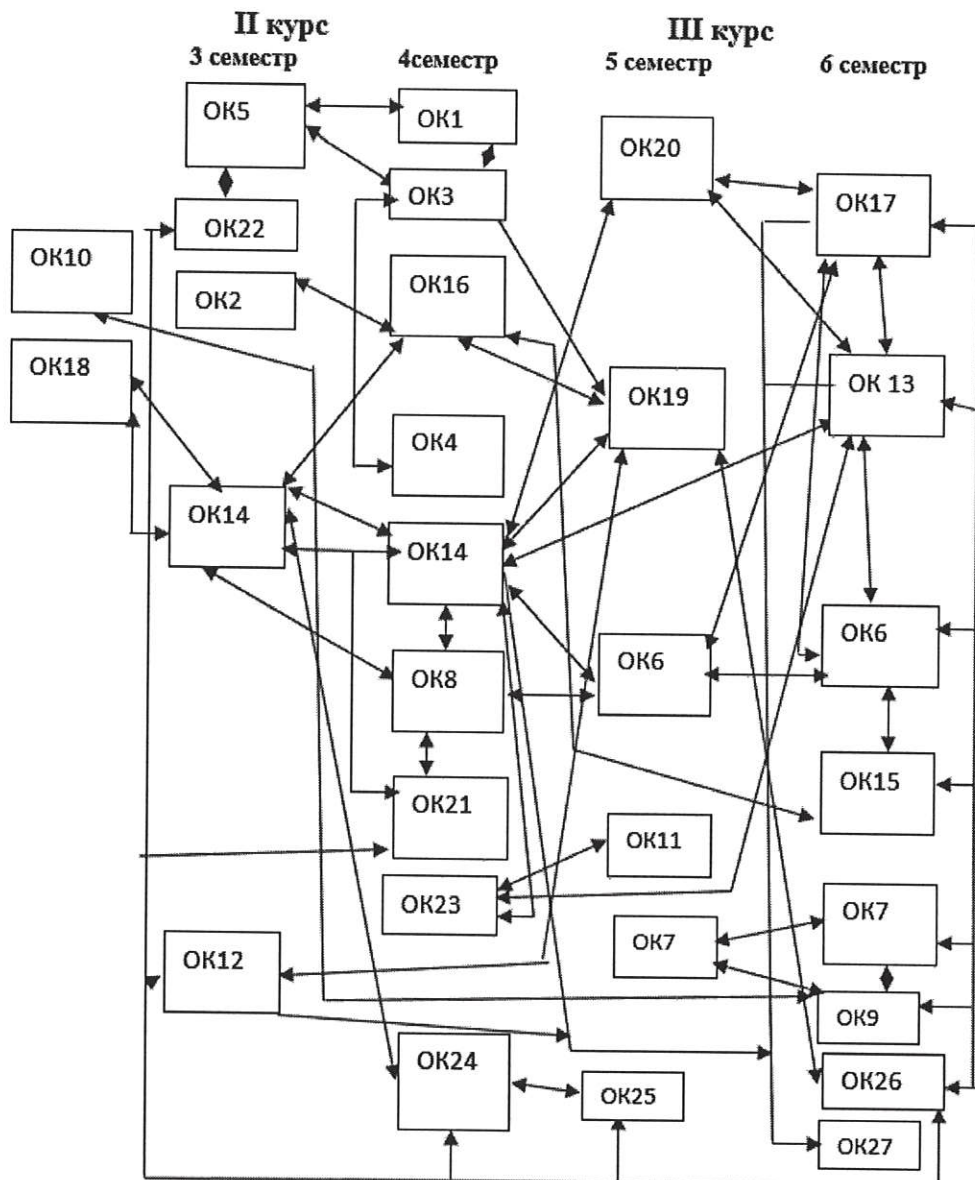 II курс III курс
3 семестр 4семестр 5 семестр 6 семестр
ОК5 ОК1 ОК20
ОК3 ОК17
ОК22
ОК10 ОК2 ОК16
ОК18 ОК19 ОК 13
ОК4
ОК14 ОК14
ОК8 ОК6 ОК6
ОК21 ОК15
ОК11
ОК23 ОК7 ОК7
ОК12
ОК9
ОК24 ОК25 ОК26
ОК27